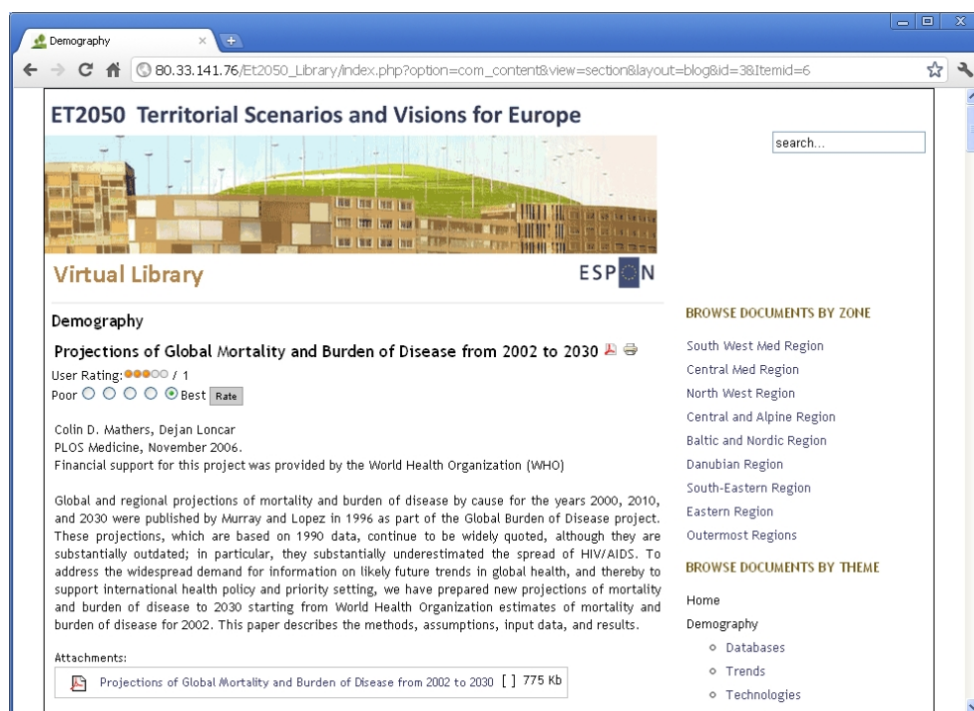 Demography
80.33.141.76/Et2050_Library/index.php?option=com_content&view=section&layout=blog&id=3&Itemid=6
ET2050 Territorial Scenarios and Visions for Europe
search...
Virtual Library
ESPON
Demography
Projections of Global Mortality and Burden of Disease from 2002 to 2030
User Rating: / 1
Poor Best Rate
Colin D. Mathers, Dejan Loncar
PLOS Medicine, November 2006.
Financial support for this project was provided by the World Health Organization (WHO)
Global and regional projections of mortality and burden of disease by cause for the years 2000, 2010,
and 2030 were published by Murray and Lopez in 1996 as part of the Global Burden of Disease project.
These projections, which are based on 1990 data, continue to be widely quoted, although they are
substantially outdated; in particular, they substantially underestimated the spread of HIV/AIDS. To
address the widespread demand for information on likely future trends in global health, and thereby to
support international health policy and priority setting, we have prepared new projections of mortality
and burden of disease to 2030 starting from World Health Organization estimates of mortality and
burden of disease for 2002. This paper describes the methods, assumptions, input data, and results.
Attachments:
Projections of Global Mortality and Burden of Disease from 2002 to 2030 [ ] 775 Kb
BROWSE DOCUMENTS BY ZONE
South West Med Region
Central Med Region
North West Region
Central and Alpine Region
Baltic and Nordic Region
Danubian Region
South-Eastern Region
Eastern Region
Outermost Regions
BROWSE DOCUMENTS BY THEME
Home
Demography
Databases
Trends
Technologies